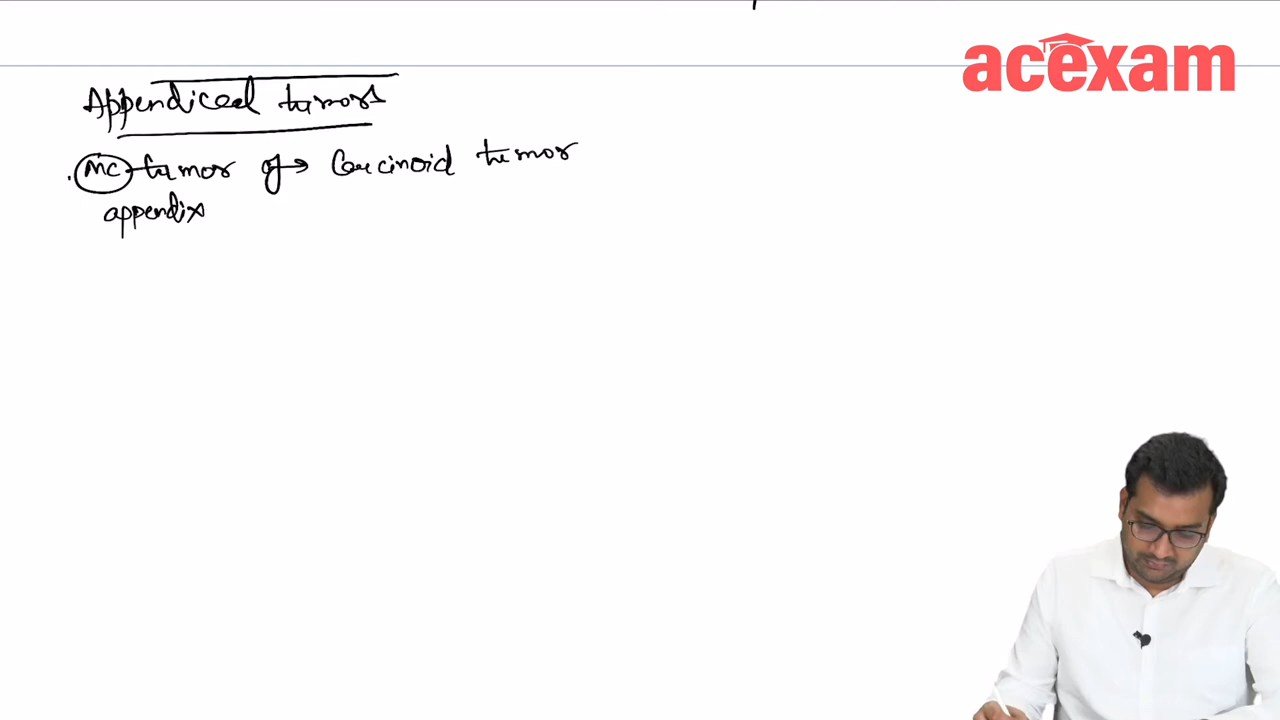 acexam
Appendiceal tumors
. MC tumor of → Carcinoid tumor
appendix